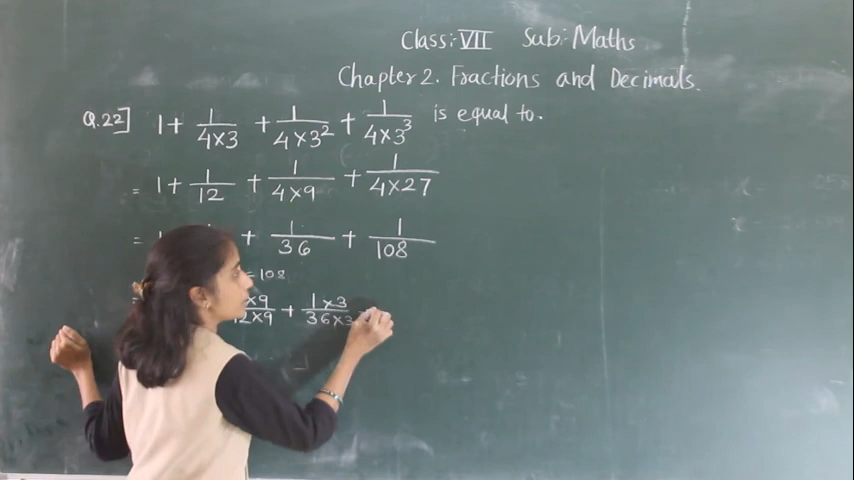 Class:- VII Sub:- Maths
Chapter 2. Fractions and Decimals.
Q.22] 1 + 1/4×3 + 1/4×3² + 1/4×3³ is equal to.
= 1 + 1/12 + 1/4×9 + 1/4×27
= + 1/36 + 1/108
= 108
×9/12×9 + 1×3/36×3